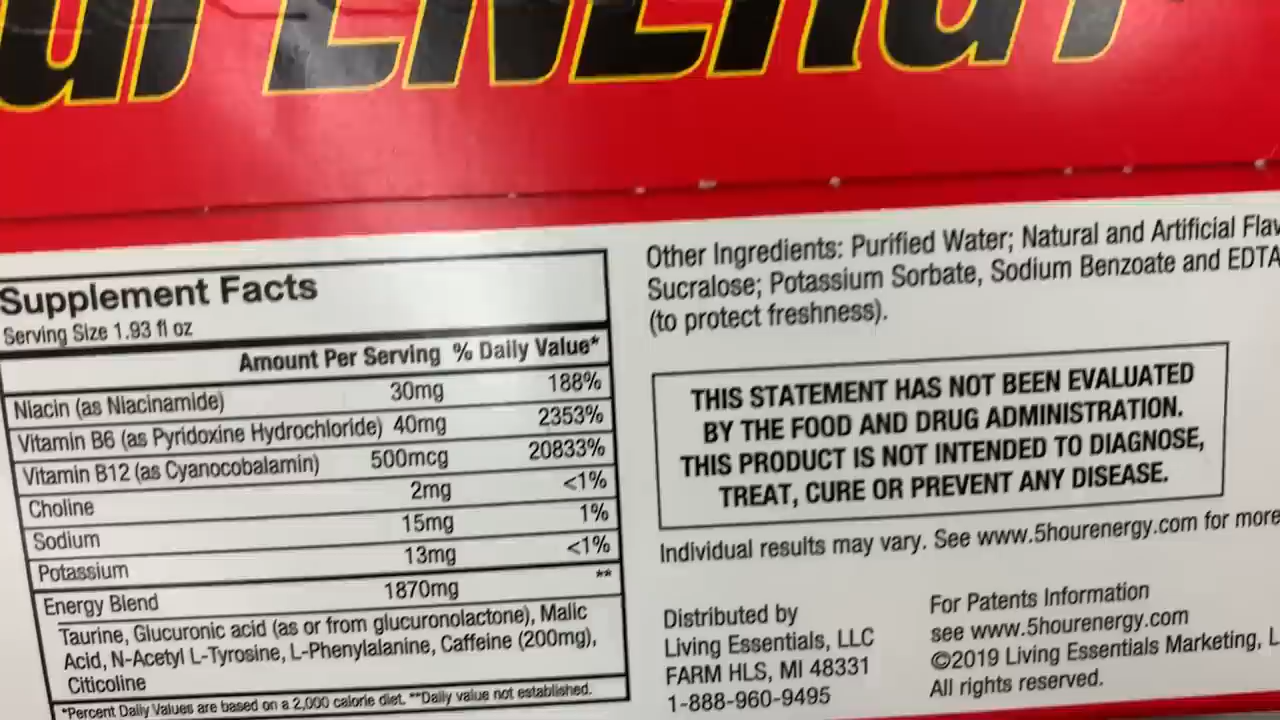 ENERGY
Supplement Facts
Serving Size 1.93 fl oz
Amount Per Serving % Daily Value*
Niacin (as Niacinamide) 30mg 188%
Vitamin B6 (as Pyridoxine Hydrochloride) 40mg 2353%
Vitamin B12 (as Cyanocobalamin) 500mcg 20833%
Choline 2mg <1%
Sodium 15mg 1%
Potassium 13mg <1%
Energy Blend 1870mg **
Taurine, Glucuronic acid (as or from glucuronolactone), Malic
Acid, N-Acetyl L-Tyrosine, L-Phenylalanine, Caffeine (200mg),
Citicoline
*Percent Daily Values are based on a 2,000 calorie diet. **Daily value not established.
Other Ingredients: Purified Water; Natural and Artificial
Sucralose; Potassium Sorbate, Sodium Benzoate and EDTA
(to protect freshness).
THIS STATEMENT HAS NOT BEEN EVALUATED
BY THE FOOD AND DRUG ADMINISTRATION.
THIS PRODUCT IS NOT INTENDED TO DIAGNOSE,
TREAT, CURE OR PREVENT ANY DISEASE.
Individual results may vary. See www.5hourenergy.com for more
Distributed by
Living Essentials, LLC
FARM HLS, MI 48331
1-888-960-9495
For Patents Information
see www.5hourenergy.com
©2019 Living Essentials Marketing,
All rights reserved.